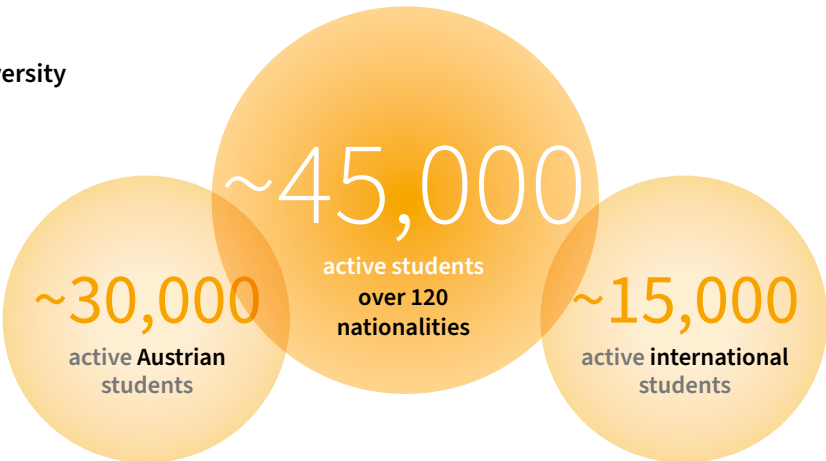 ersity
~45,000
active students
over 120
nationalities
~30,000
active Austrian
students
~15,000
active international
students